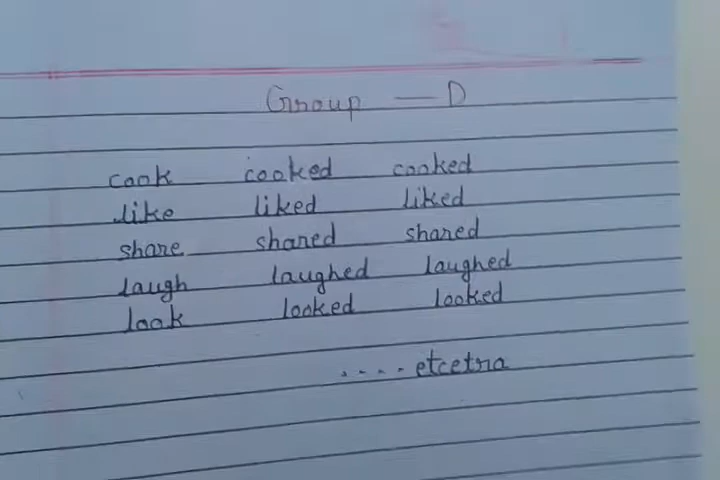 Group — D
cook cooked cooked
like liked liked
share shared shared
laugh laughed laughed
look looked looked
.... etcetra